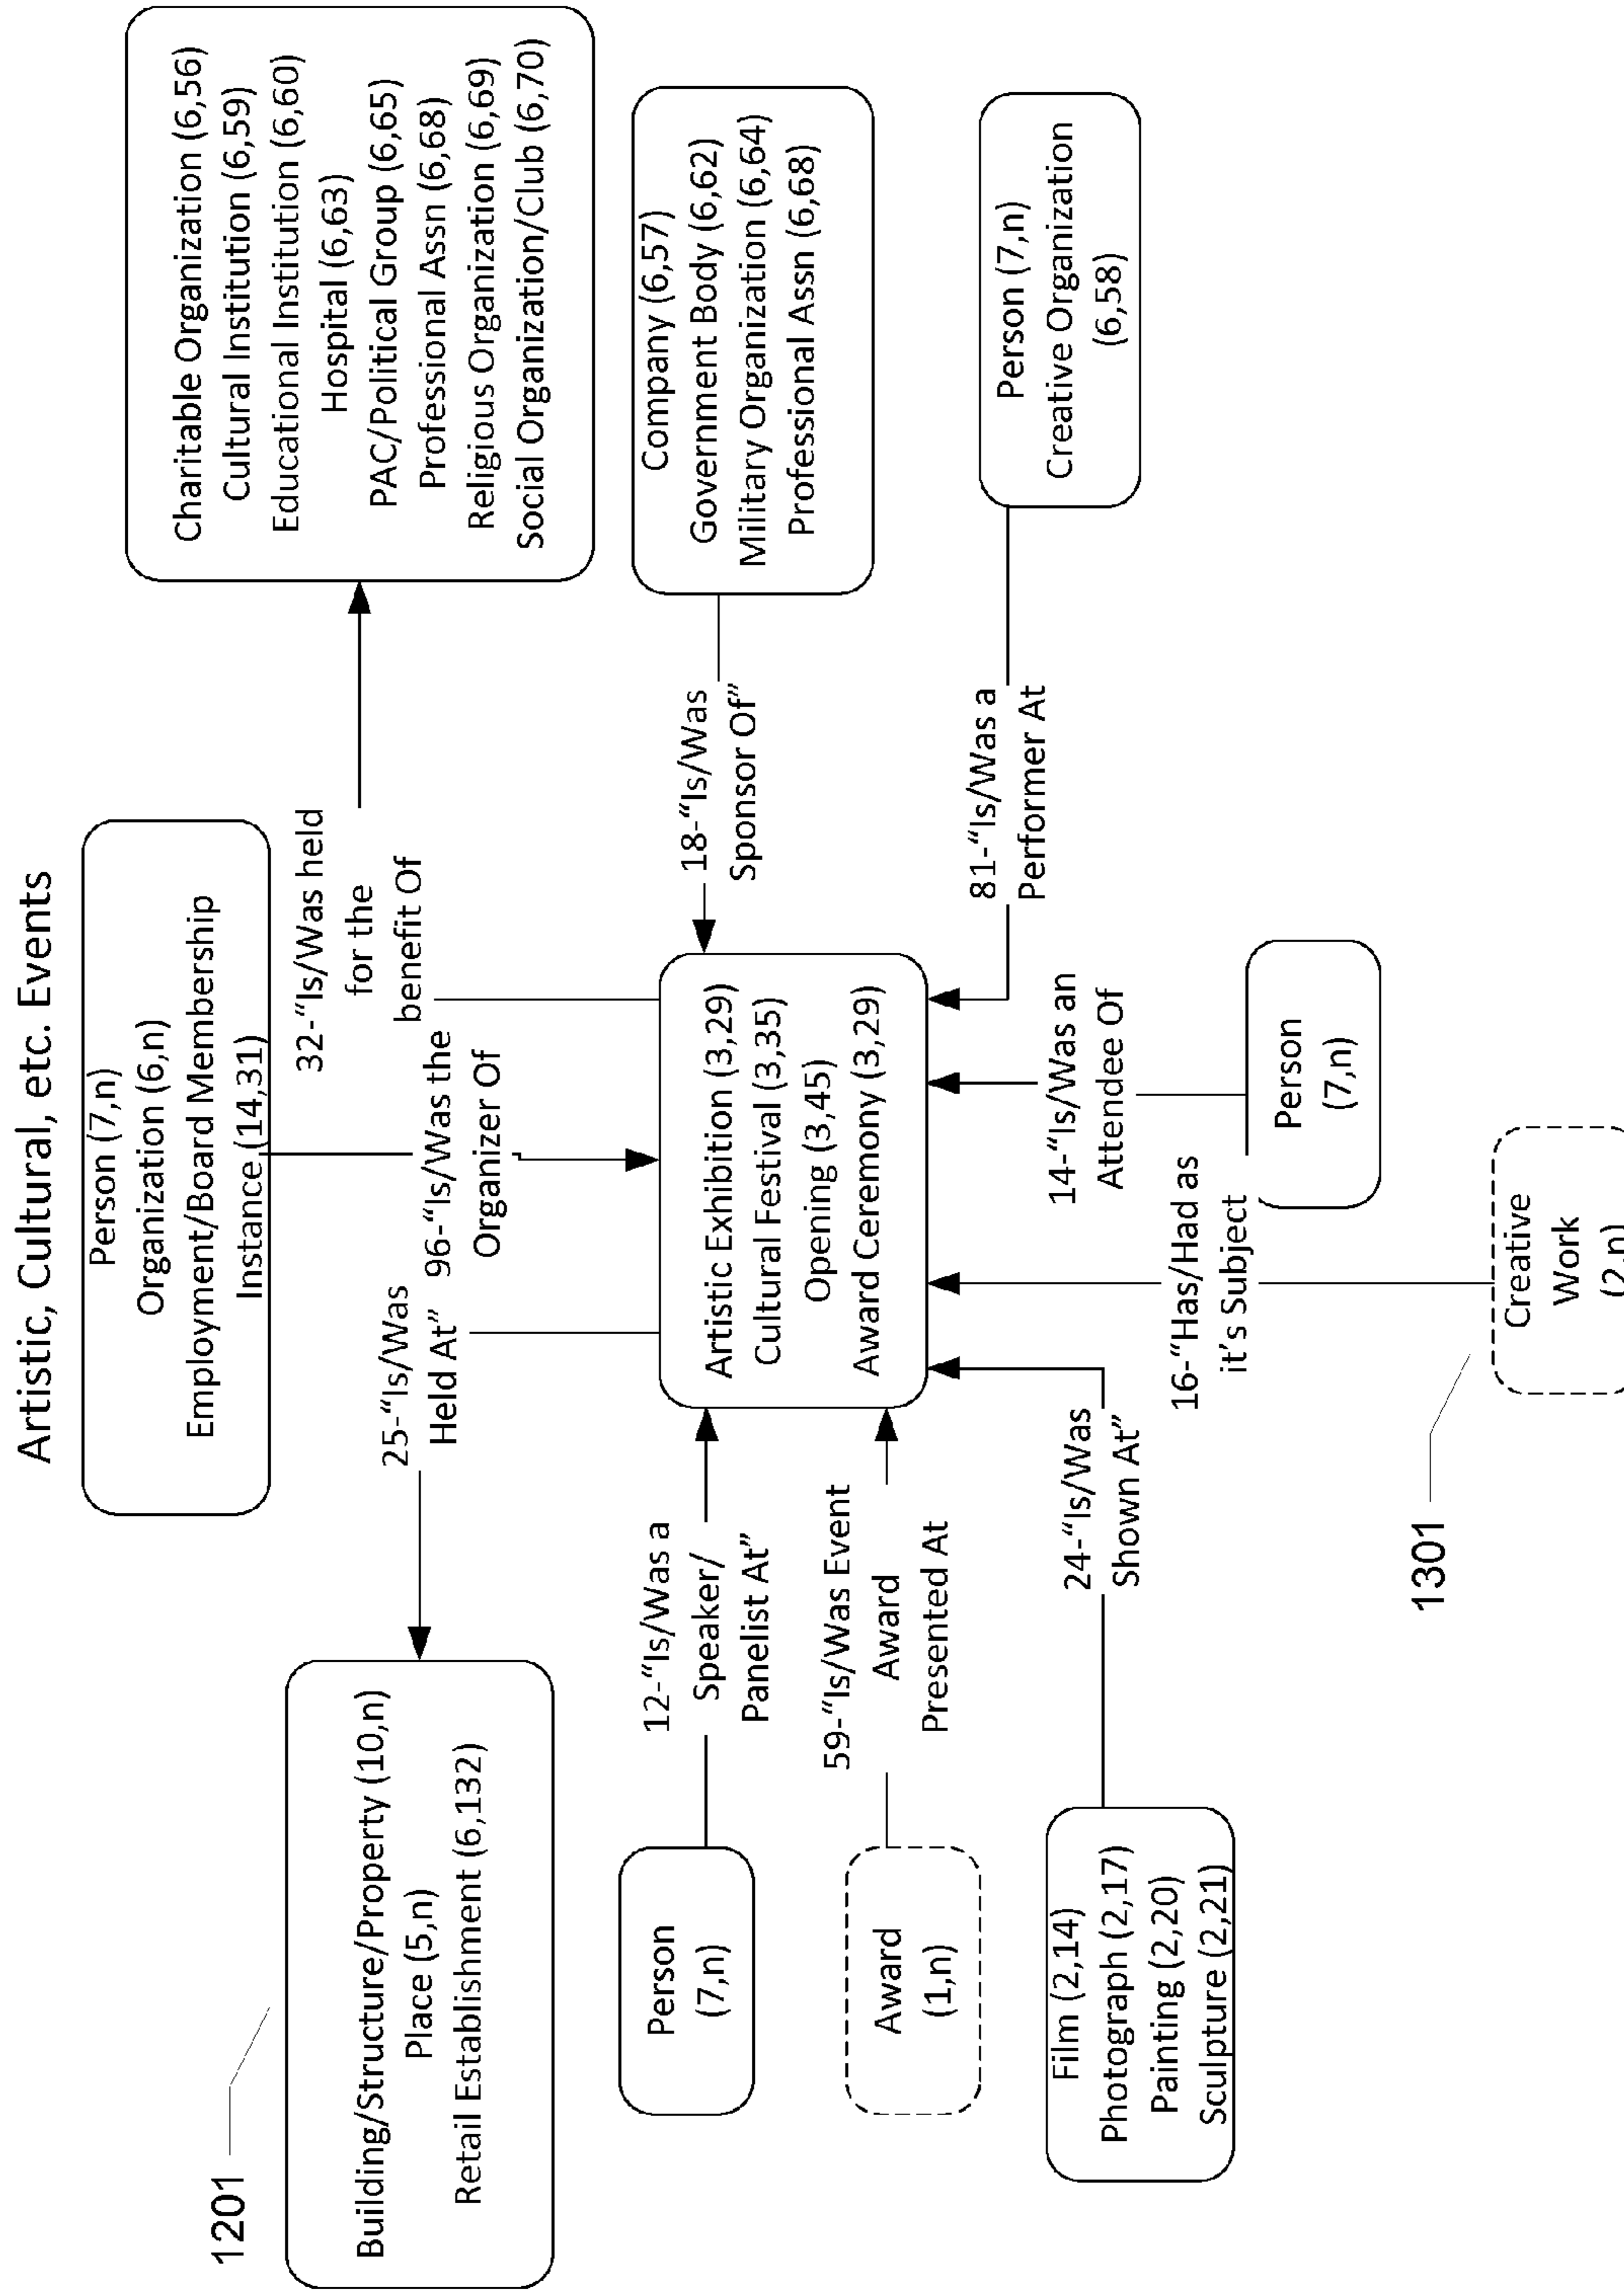 Artistic, Cultural, etc. Events
1201
Building/Structure/Property (10,n)
Place (5,n)
Retail Establishment (6,132)
25-“Is/Was
Held At”
Person (7,n)
Organization (6,n)
Employment/Board Membership
Instance (14,31)
96-“Is/Was the
Organizer Of
32-“Is/Was held
for the
benefit Of
Charitable Organization (6,56)
Cultural Institution (6,59)
Educational Institution (6,60)
Hospital (6,63)
PAC/Political Group (6,65)
Professional Assn (6,68)
Religious Organization (6,69)
Social Organization/Club (6,70)
Person
(7,n)
12-“Is/Was a
Speaker/
Panelist At”
Artistic Exhibition (3,29)
Cultural Festival (3,35)
Opening (3,45)
Award Ceremony (3,29)
18-“Is/Was
Sponsor Of”
Company (6,57)
Government Body (6,62)
Military Organization (6,64)
Professional Assn (6,68)
Award
(1,n)
59-“Is/Was Event
Award
Presented At
81-“Is/Was a
Performer At
Person (7,n)
Creative Organization
(6,58)
Film (2,14)
Photograph (2,17)
Painting (2,20)
Sculpture (2,21)
24-“Is/Was
Shown At”
16-“Has/Had as
it's Subject
14-“Is/Was an
Attendee Of
Person
(7,n)
1301
Creative
Work
(2,n)